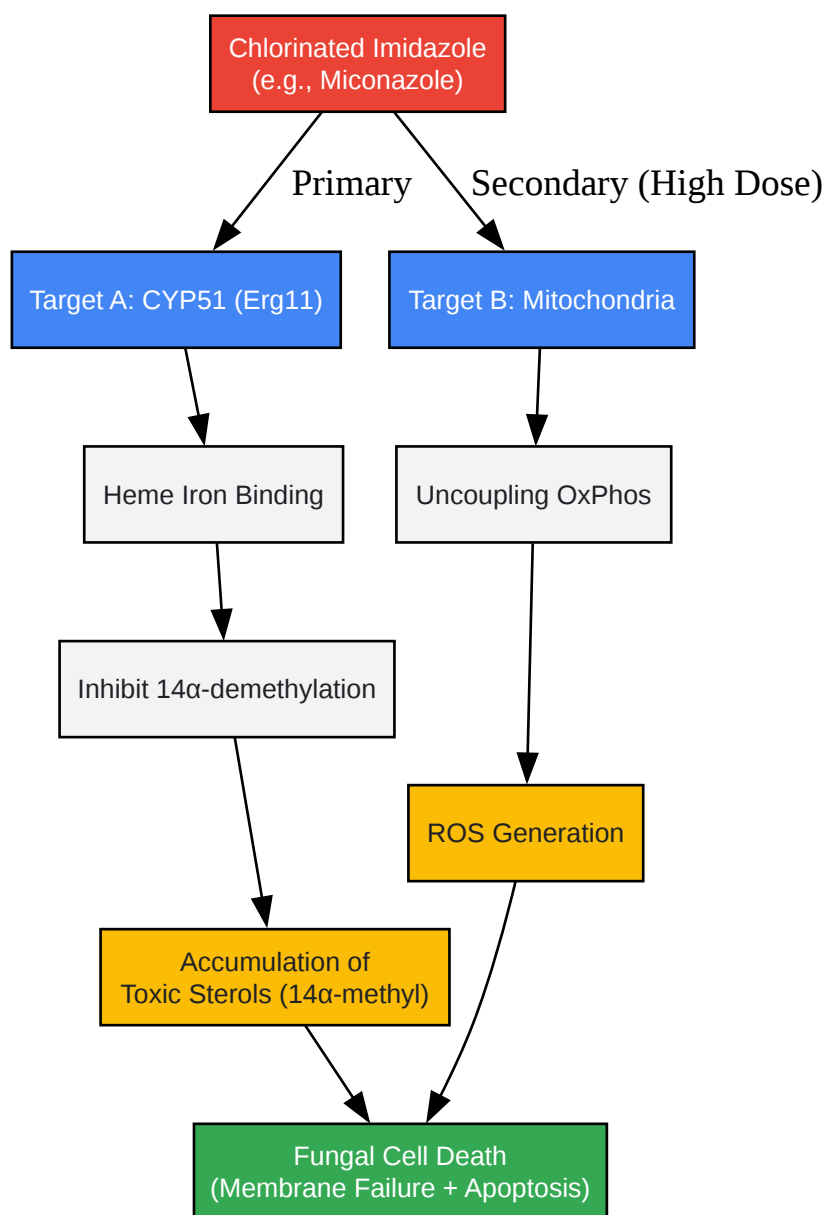 Chlorinated Imidazole
(e.g., Miconazole)
Primary
Secondary (High Dose)
Target A: CYP51 (Erg11)
Target B: Mitochondria
Heme Iron Binding
Uncoupling OxPhos
Inhibit 14α-demethylation
ROS Generation
Accumulation of
Toxic Sterols (14α-methyl)
Fungal Cell Death
(Membrane Failure + Apoptosis)